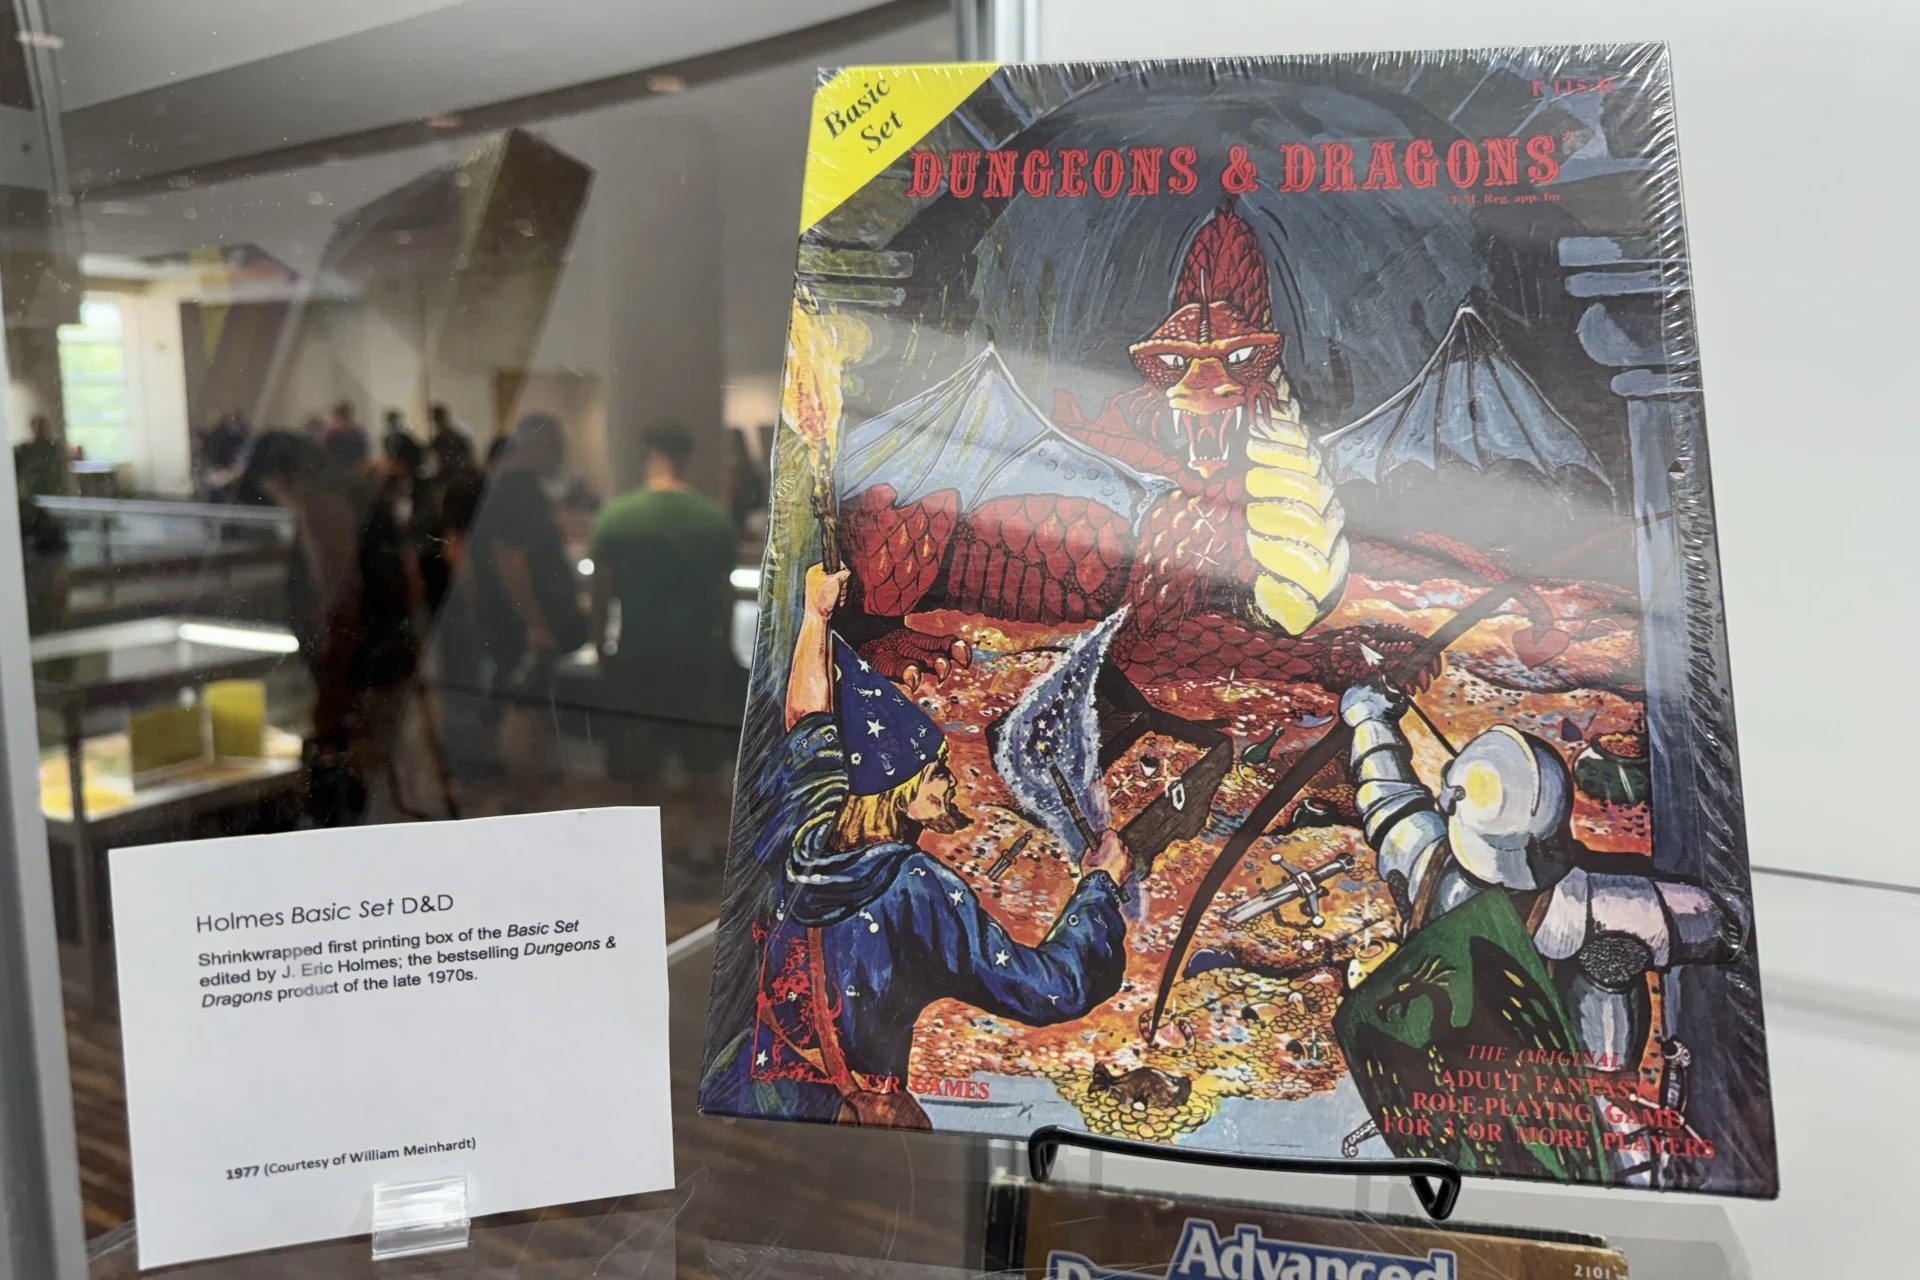 Basic
Set
F 115-R
DUNGEONS & DRAGONS
T.M. Reg. app. for
TSR GAMES
THE ORIGINAL
ADULT FANTASY
ROLE-PLAYING GAME
FOR 3 OR MORE PLAYERS
Holmes Basic Set D&D
Shrinkwrapped first printing box of the Basic Set
edited by J. Eric Holmes; the bestselling Dungeons &
Dragons product of the late 1970s.
1977 (Courtesy of William Meinhardt)
Advanced
2101